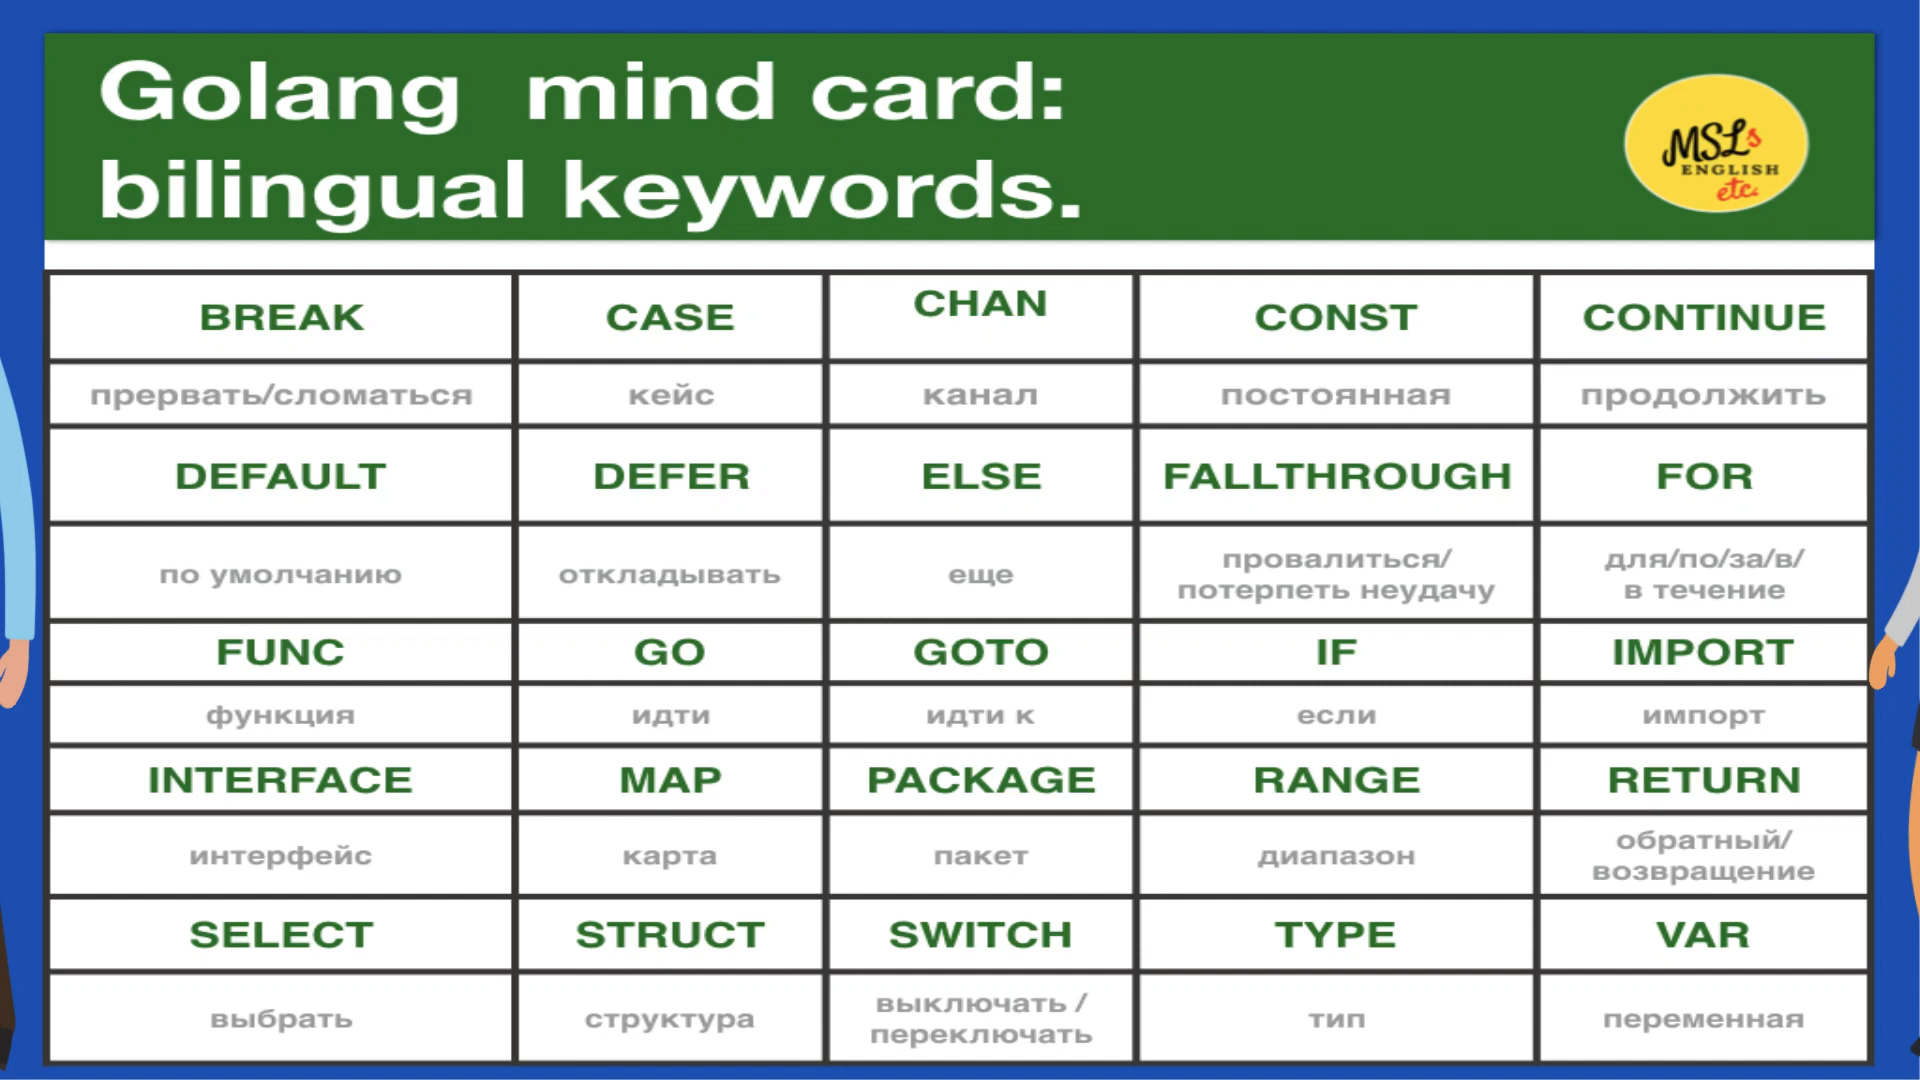 Golang mind card:
bilingual keywords.
MSLs
ENGLISH
etc.
BREAK CASE CHAN CONST CONTINUE
прервать/сломаться кейс канал постоянная продолжить
DEFAULT DEFER ELSE FALLTHROUGH FOR
по умолчанию откладывать еще провалиться/ потерпеть неудачу для/по/за/в/ в течение
FUNC GO GOTO IF IMPORT
функция идти идти к если импорт
INTERFACE MAP PACKAGE RANGE RETURN
интерфейс карта пакет диапазон обратный/ возвращение
SELECT STRUCT SWITCH TYPE VAR
выбрать структура выключать / переключать тип переменная